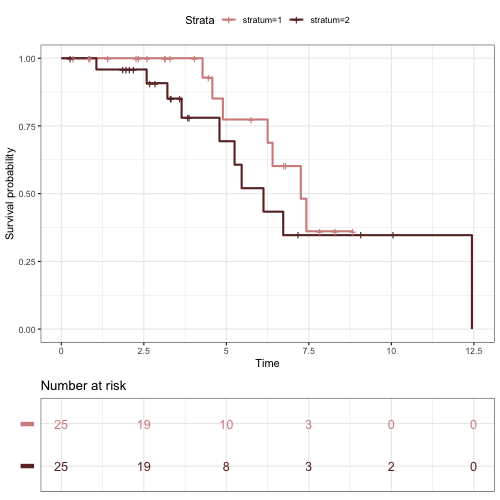 Strata stratum=1 stratum=2
1.00
0.75
0.50
0.25
0.00
Survival probability
0 2.5 5 7.5 10 12.5
Time
Number at risk
25 19 10 3 0 0
25 19 8 3 2 0